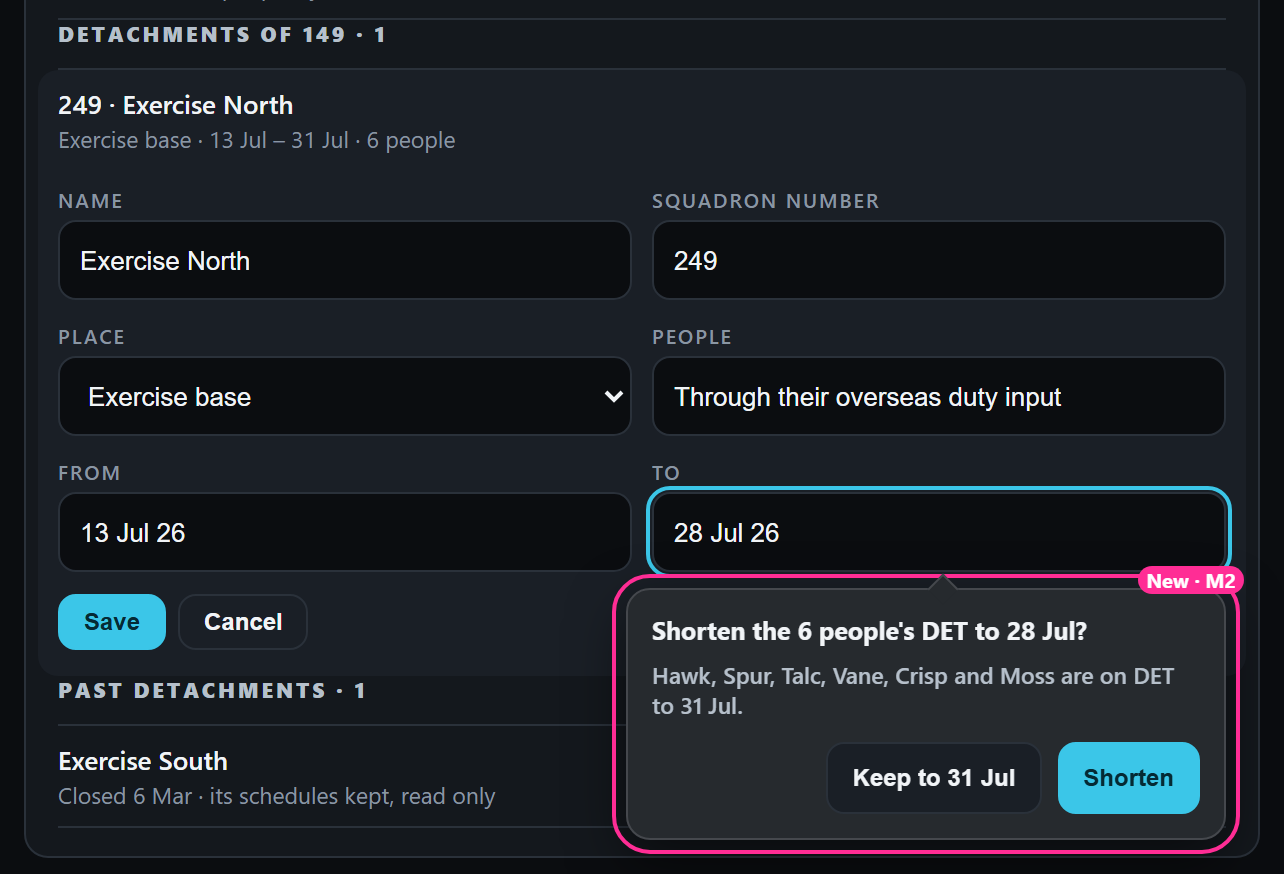 DETACHMENTS OF 149 · 1
249 · Exercise North
Exercise base · 13 Jul – 31 Jul · 6 people
NAME
SQUADRON NUMBER
Exercise North
249
PLACE
PEOPLE
Exercise base
Through their overseas duty input
FROM
TO
13 Jul 26
28 Jul 26
New · M2
Save
Cancel
Shorten the 6 people's DET to 28 Jul?
Hawk, Spur, Talc, Vane, Crisp and Moss are on DET
to 31 Jul.
Keep to 31 Jul
Shorten
PAST DETACHMENTS · 1
Exercise South
Closed 6 Mar · its schedules kept, read only